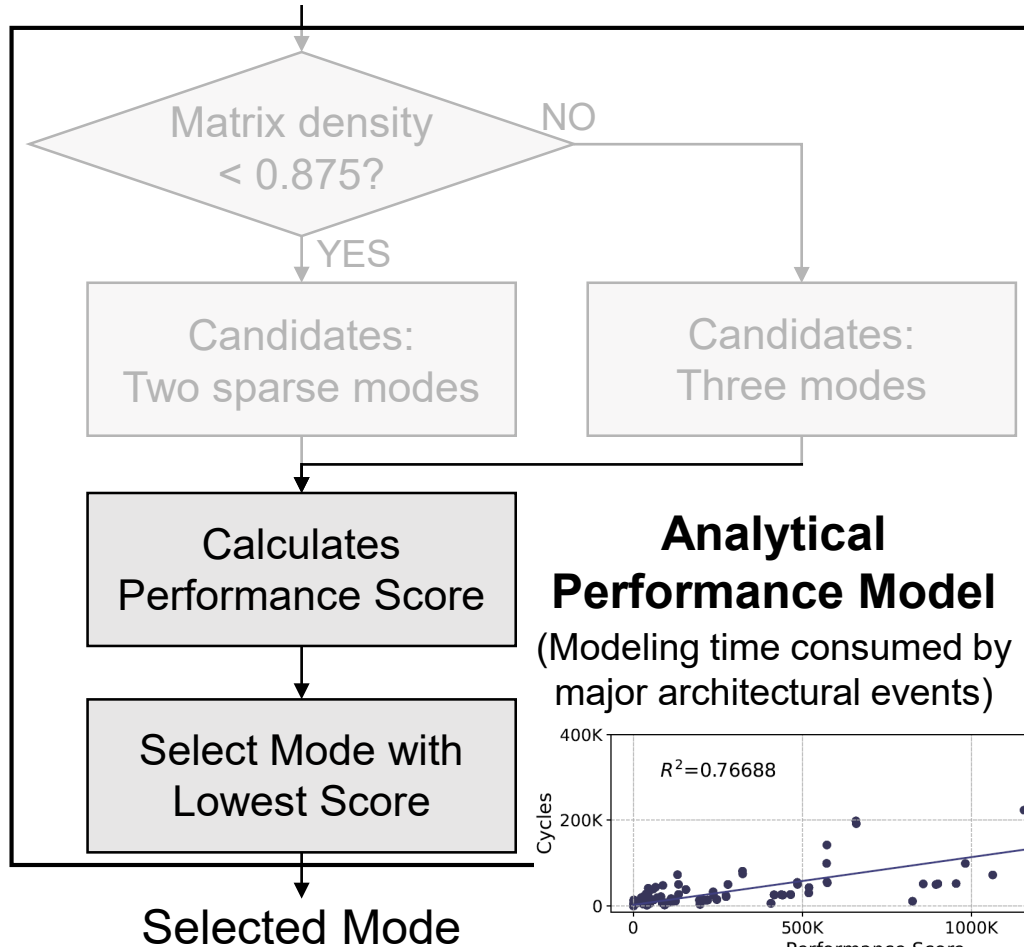 Matrix density
< 0.875?
NO
YES
Candidates:
Two sparse modes
Candidates:
Three modes
Calculates
Performance Score
Select Mode with
Lowest Score
Selected Mode
Analytical
Performance Model
(Modeling time consumed by
major architectural events)
400K
R²=0.76688
200K
Cycles
0
0
500K
1000K
Performance Score